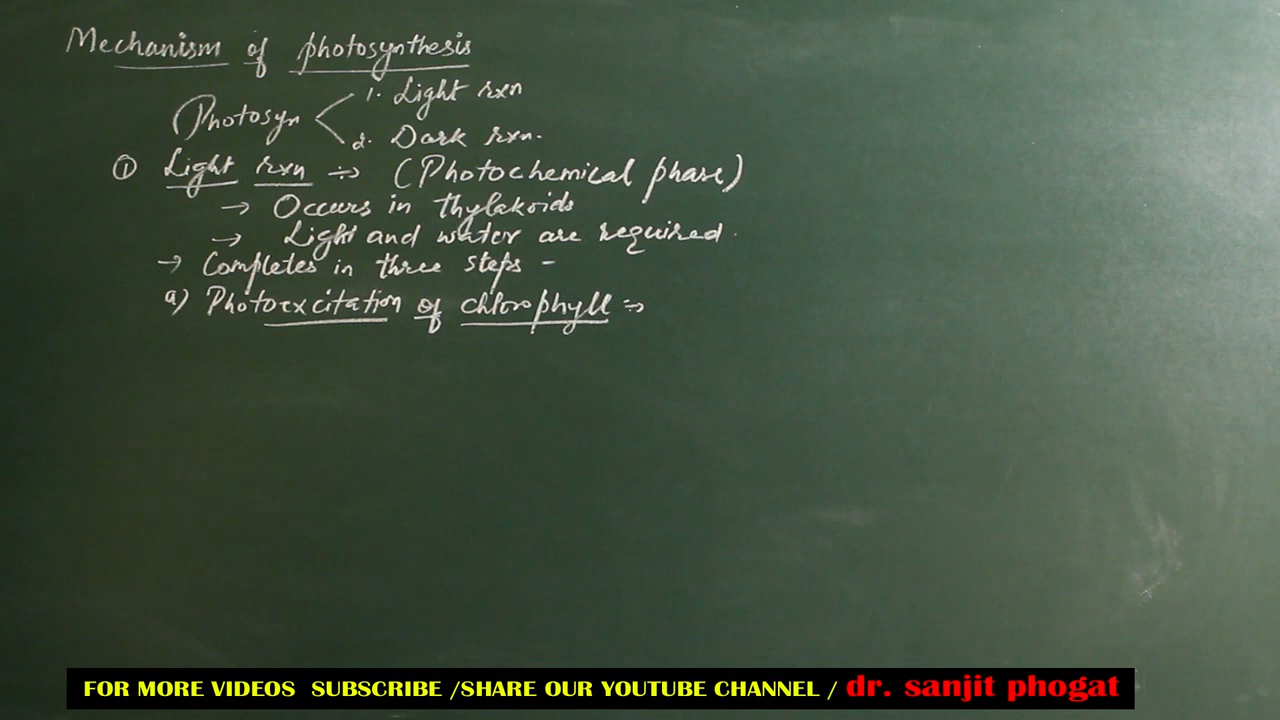 Mechanism of photosynthesis
1. Light rxn
Photosyn
2. Dark rxn.
① Light rxn ÷> (Photochemical phase)
→ Occurs in thylakoids
→ Light and water are required.
→ Completes in three steps -
a) Photoexcitation of chlorophyll ⇒
FOR MORE VIDEOS SUBSCRIBE /SHARE OUR YOUTUBE CHANNEL / dr. sanjit phogat